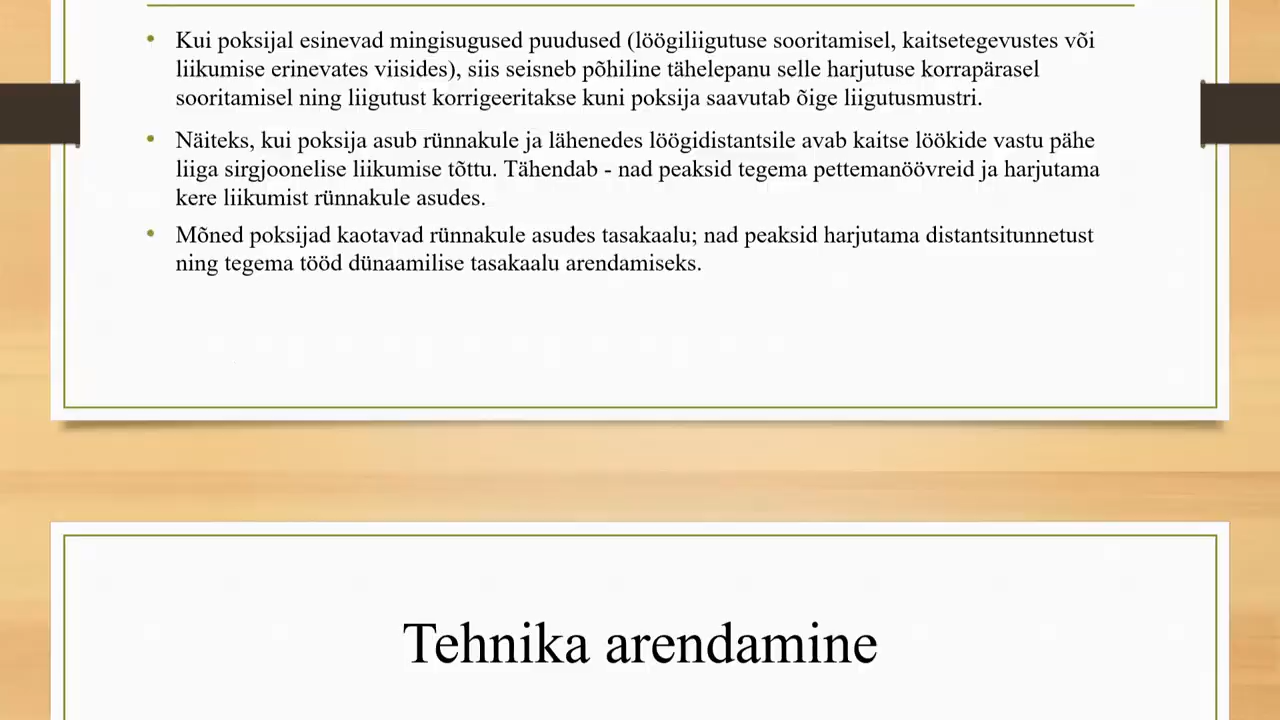 • Kui poksijal esinevad mingisugused puudused (löögiliigutuse sooritamisel, kaitsetegevustes või
liikumise erinevates viisides), siis seisneb põhiline tähelepanu selle harjutuse korrapärasel
sooritamisel ning liigutust korrigeeritakse kuni poksija saavutab õige liigutusmustri.
• Näiteks, kui poksija asub rünnakule ja lähenedes löögidistantsile avab kaitse löökide vastu pähe
liiga sirgjoonelise liikumise tõttu. Tähendab - nad peaksid tegema pettemanöövreid ja harjutama
kere liikumist rünnakule asudes.
• Mõned poksijad kaotavad rünnakule asudes tasakaalu; nad peaksid harjutama distantsitunnetust
ning tegema tööd dünaamilise tasakaalu arendamiseks.
Tehnika arendamine